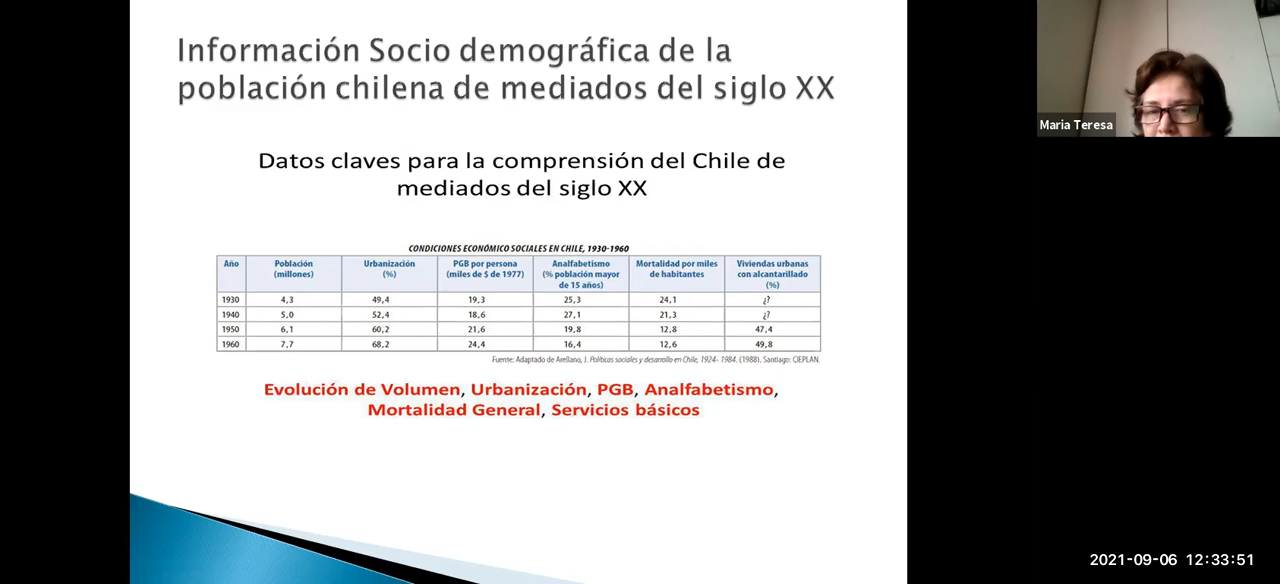 Información Socio demográfica de la
población chilena de mediados del siglo XX
Maria Teresa
Datos claves para la comprensión del Chile de
mediados del siglo XX
CONDICIONES ECONÓMICO SOCIALES EN CHILE, 1930-1960
Año Población (millones) Urbanización (%) PGB por persona (miles de $ de 1977) Analfabetismo (% población mayor de 15 años) Mortalidad por miles de habitantes Viviendas urbanas con alcantarillado (%)
1930 4,3 49,4 19,3 25,3 24,1 ¿?
1940 5,0 52,4 18,6 27,1 21,3 ¿?
1950 6,1 60,2 21,6 19,8 12,8 47,4
1960 7,7 68,2 24,4 16,4 12,6 49,8
Fuente: Adaptado de Arellano, J. Políticas sociales y desarrollo en Chile, 1924- 1984. (1988). Santiago: CIEPLAN.
Evolución de Volumen, Urbanización, PGB, Analfabetismo,
Mortalidad General, Servicios básicos
2021-09-06 12:33:51